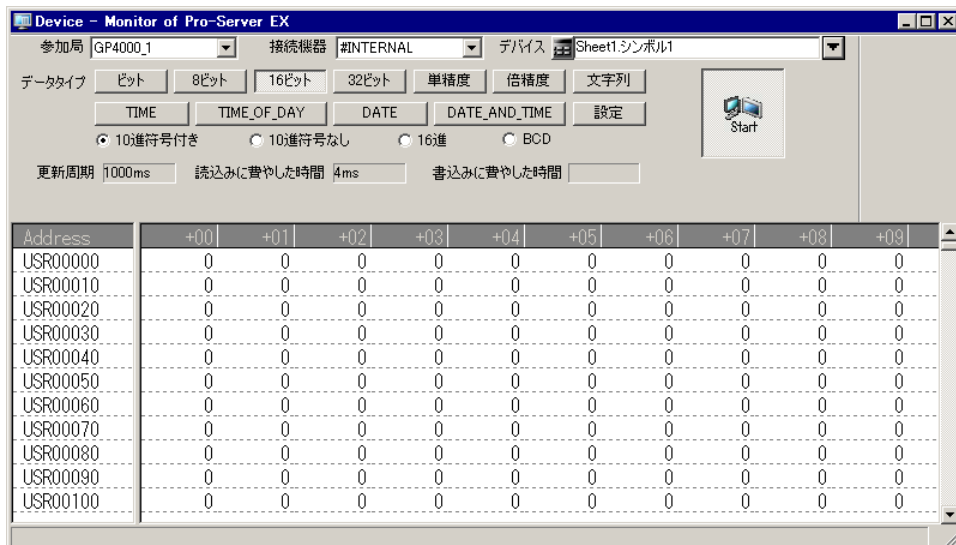 Device - Monitor of Pro-Server EX
参加局 GP4000_1 接続機器 #INTERNAL デバイス Sheet1.シンボル1
データタイプ ビット 8ビット 16ビット 32ビット 単精度 倍精度 文字列
TIME TIME_OF_DAY DATE DATE_AND_TIME 設定
Start
10進符号付き 10進符号なし 16進 BCD
更新周期 1000ms 読込みに費やした時間 4ms 書込みに費やした時間
Address +00 +01 +02 +03 +04 +05 +06 +07 +08 +09
USR00000 0 0 0 0 0 0 0 0 0 0
USR00010 0 0 0 0 0 0 0 0 0 0
USR00020 0 0 0 0 0 0 0 0 0 0
USR00030 0 0 0 0 0 0 0 0 0 0
USR00040 0 0 0 0 0 0 0 0 0 0
USR00050 0 0 0 0 0 0 0 0 0 0
USR00060 0 0 0 0 0 0 0 0 0 0
USR00070 0 0 0 0 0 0 0 0 0 0
USR00080 0 0 0 0 0 0 0 0 0 0
USR00090 0 0 0 0 0 0 0 0 0 0
USR00100 0 0 0 0 0 0 0 0 0 0